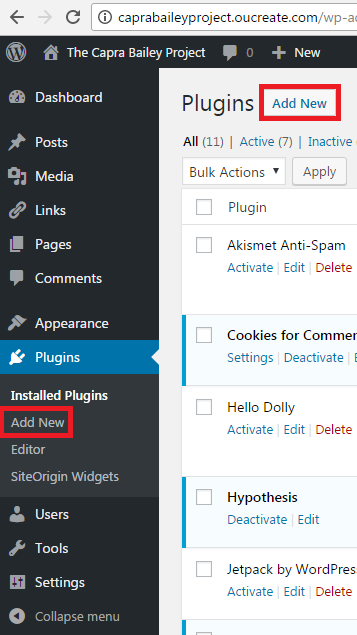 caprabaileyproject.oucreate.com/wp-a
The Capra Bailey Project 0 + New
Dashboard
Posts
Media
Links
Pages
Comments
Appearance
Plugins
Installed Plugins
Add New
Editor
SiteOrigin Widgets
Users
Tools
Settings
Collapse menu
Plugins Add New
All (11) | Active (7) | Inactive
Bulk Actions Apply
Plugin
Akismet Anti-Spam
Activate | Edit | Delete
Cookies for Commer
Settings | Deactivate | E
Hello Dolly
Activate | Edit | Delete
Hypothesis
Deactivate | Edit
Jetpack by WordPres
Activate | Edit | Delete